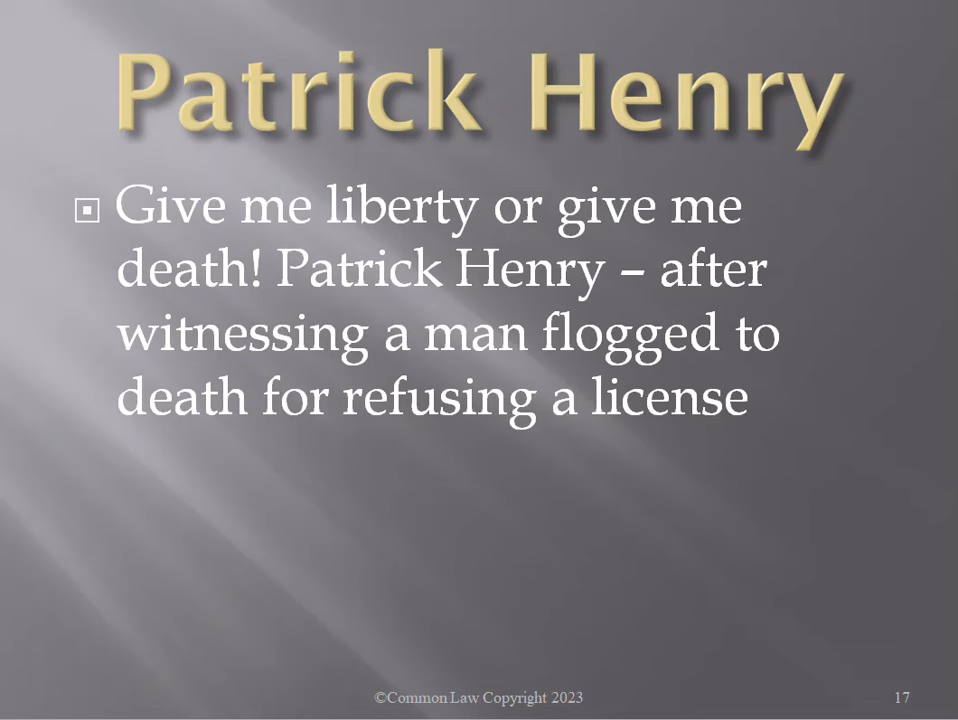 Patrick Henry
Give me liberty or give me
death! Patrick Henry – after
witnessing a man flogged to
death for refusing a license
©Common Law Copyright 2023
17